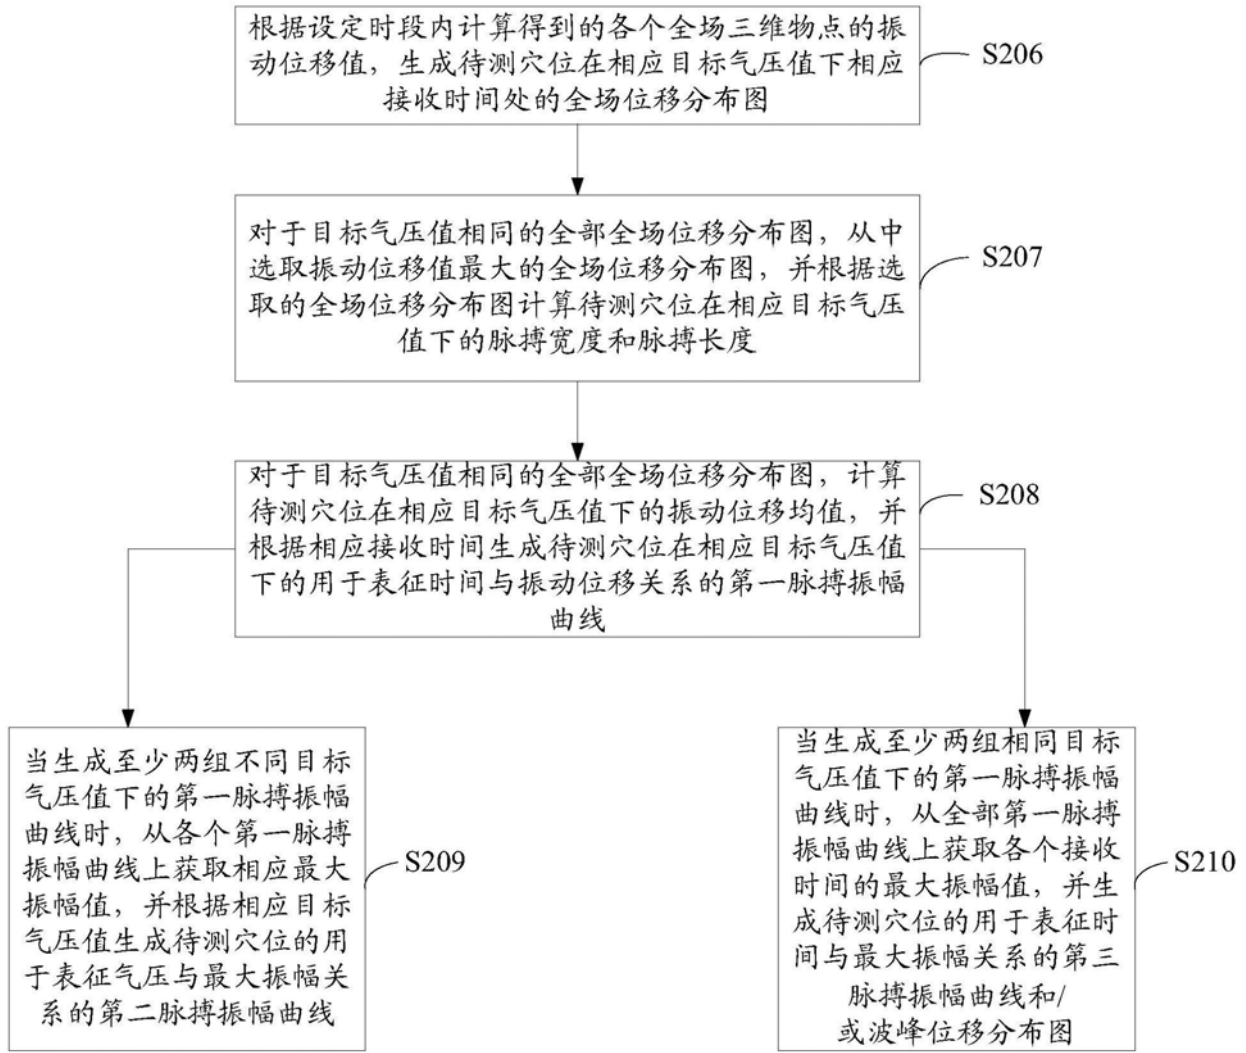 根据设定时段内计算得到的各个全场三维物点的振
动位移值，生成待测穴位在相应目标气压值下相应
接收时间处的全场位移分布图
S206
对于目标气压值相同的全部全场位移分布图，从中
选取振动位移值最大的全场位移分布图，并根据选
取的全场位移分布图计算待测穴位在相应目标气压
值下的脉搏宽度和脉搏长度
S207
对于目标气压值相同的全部全场位移分布图，计算
待测穴位在相应目标气压值下的振动位移均值，并
根据相应接收时间生成待测穴位在相应目标气压值
下的用于表征时间与振动位移关系的第一脉搏振幅
曲线
S208
当生成至少两组不同目标
气压值下的第一脉搏振幅
曲线时，从各个第一脉搏
振幅曲线上获取相应最大
振幅值，并根据相应目标
气压值生成待测穴位的用
于表征气压与最大振幅关
系的第二脉搏振幅曲线
S209
当生成至少两组相同目标
气压值下的第一脉搏振幅
曲线时，从全部第一脉搏
振幅曲线上获取各个接收
时间的最大振幅值，并生
成待测穴位的用于表征时
间与最大振幅关系的第三
脉搏振幅曲线和/
或波峰位移分布图
S210